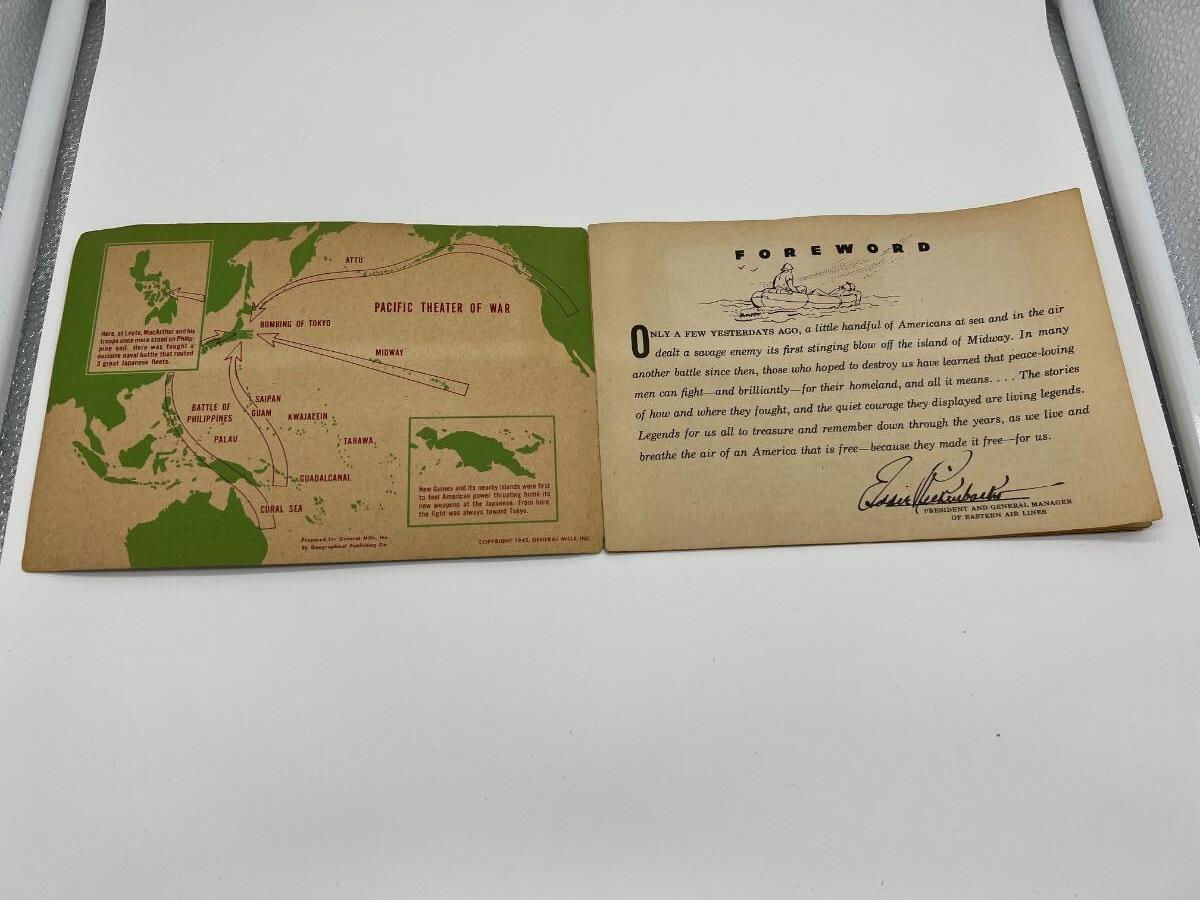 Here, at Leyte, MacArthur and his
troops once more stood on Philip-
pine soil. Here was fought a
decisive naval battle that routed
3 great Japanese fleets.
ATTU
PACIFIC THEATER OF WAR
BOMBING OF TOKYO
MIDWAY
SAIPAN
BATTLE OF
PHILIPPINES
GUAM
KWAJALEIN
PALAU
TARAWA
GUADALCANAL
CORAL SEA
New Guinea and its nearby islands were first
to feel American power thrusting home its
new weapons at the Japanese. From here,
the fight was always toward Tokyo.
Prepared for General Mills, Inc.
By Geographical Publishing Co.
COPYRIGHT 1945, GENERAL MILLS, INC.
FOREWORD
ONLY A FEW YESTERDAYS AGO, a little handful of Americans at sea and in the air
dealt a savage enemy its first stinging blow off the island of Midway. In many
another battle since then, those who hoped to destroy us have learned that peace-loving
men can fight—and brilliantly—for their homeland, and all it means. . . . The stories
of how and where they fought, and the quiet courage they displayed are living legends.
Legends for us all to treasure and remember down through the years, as we live and
breathe the air of an America that is free—because they made it free—for us.
Eddie Rickenbacker
PRESIDENT AND GENERAL MANAGER
OF EASTERN AIR LINES